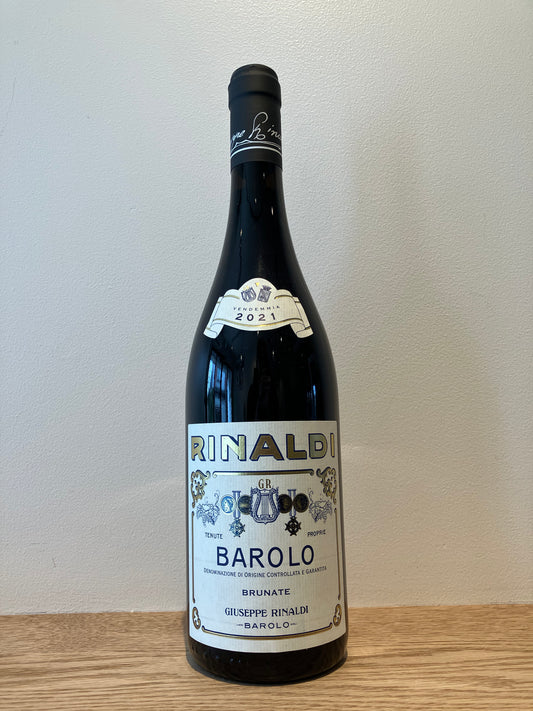 VENDEMMIA
2021
RINALDI
GR
TENUTE PROPRIE
BAROLO
DENOMINAZIONE DI ORIGINE CONTROLLATA E GARANTITA
BRUNATE
GIUSEPPE RINALDI
BAROLO